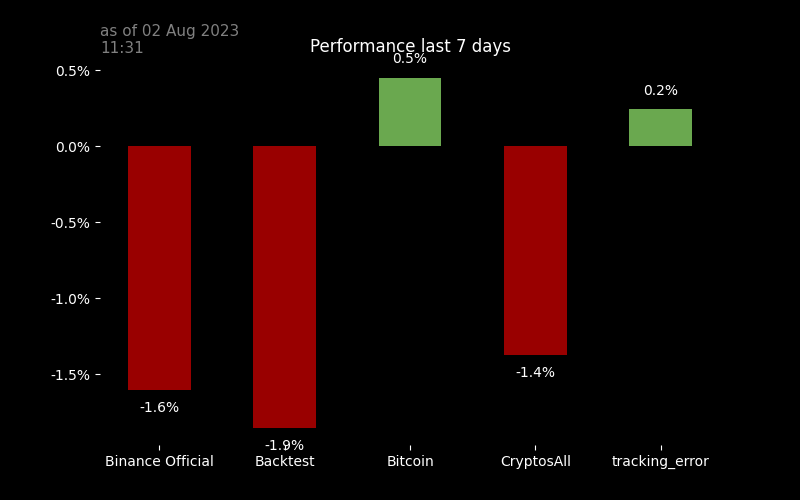 as of 02 Aug 2023
11:31
Performance last 7 days
0.5%
0.5%
0.2%
0.0%
-0.5%
-1.0%
-1.5%
-1.4%
-1.6%
-1.9%
Binance Official
Backtest
Bitcoin
CryptosAll
tracking_error